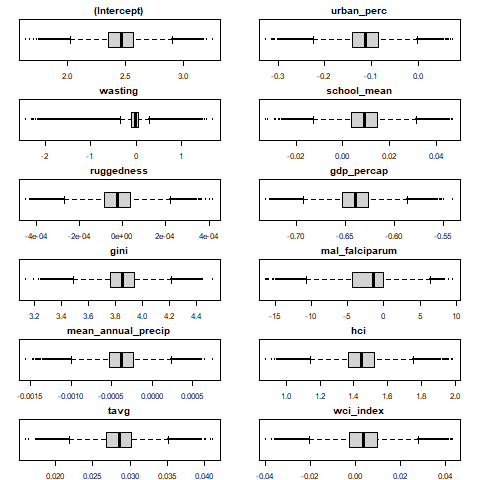 (Intercept) urban_perc
2.0 2.5 3.0 -0.3 -0.2 -0.1 0.0
wasting school_mean
-2 -1 0 1 -0.02 0.00 0.02 0.04
ruggedness gdp_percap
-4e-04 -2e-04 0e+00 2e-04 4e-04 -0.70 -0.65 -0.60 -0.55
gini mal_falciparum
3.2 3.4 3.6 3.8 4.0 4.2 4.4 -15 -10 -5 0 5 10
mean_annual_precip hci
-0.0015 -0.0010 -0.0005 0.0000 0.0005 1.0 1.2 1.4 1.6 1.8 2.0
tavg wci_index
0.020 0.025 0.030 0.035 0.040 -0.04 -0.02 0.00 0.02 0.04